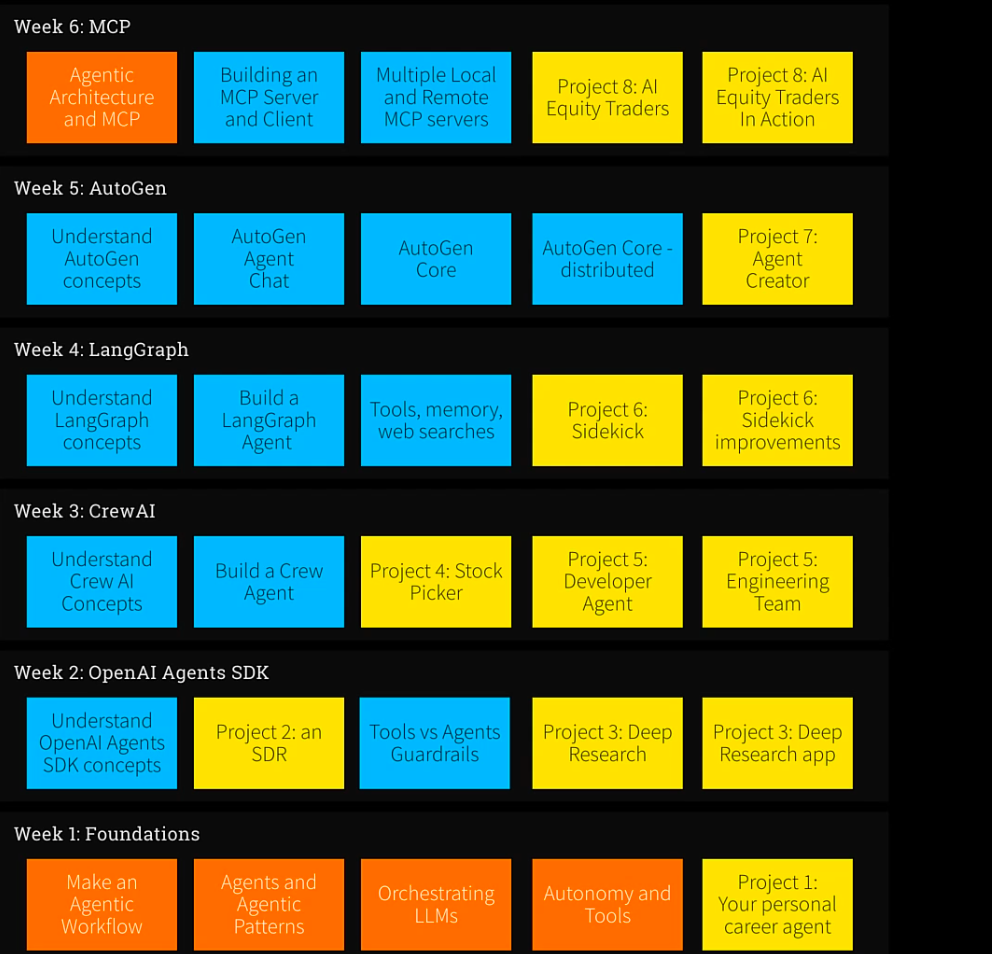 Week 6: MCP
Agentic
Architecture
and MCP
Building an
MCP Server
and Client
Multiple Local
and Remote
MCP servers
Project 8: AI
Equity Traders
Project 8: AI
Equity Traders
In Action
Week 5: AutoGen
Understand
AutoGen
concepts
AutoGen
Agent
Chat
AutoGen
Core
AutoGen Core -
distributed
Project 7:
Agent
Creator
Week 4: LangGraph
Understand
LangGraph
concepts
Build a
LangGraph
Agent
Tools, memory,
web searches
Project 6:
Sidekick
Project 6:
Sidekick
improvements
Week 3: CrewAI
Understand
Crew AI
Concepts
Build a Crew
Agent
Project 4: Stock
Picker
Project 5:
Developer
Agent
Project 5:
Engineering
Team
Week 2: OpenAI Agents SDK
Understand
OpenAI Agents
SDK concepts
Project 2: an
SDR
Tools vs Agents
Guardrails
Project 3: Deep
Research
Project 3: Deep
Research app
Week 1: Foundations
Make an
Agentic
Workflow
Agents and
Agentic
Patterns
Orchestrating
LLMs
Autonomy and
Tools
Project 1:
Your personal
career agent